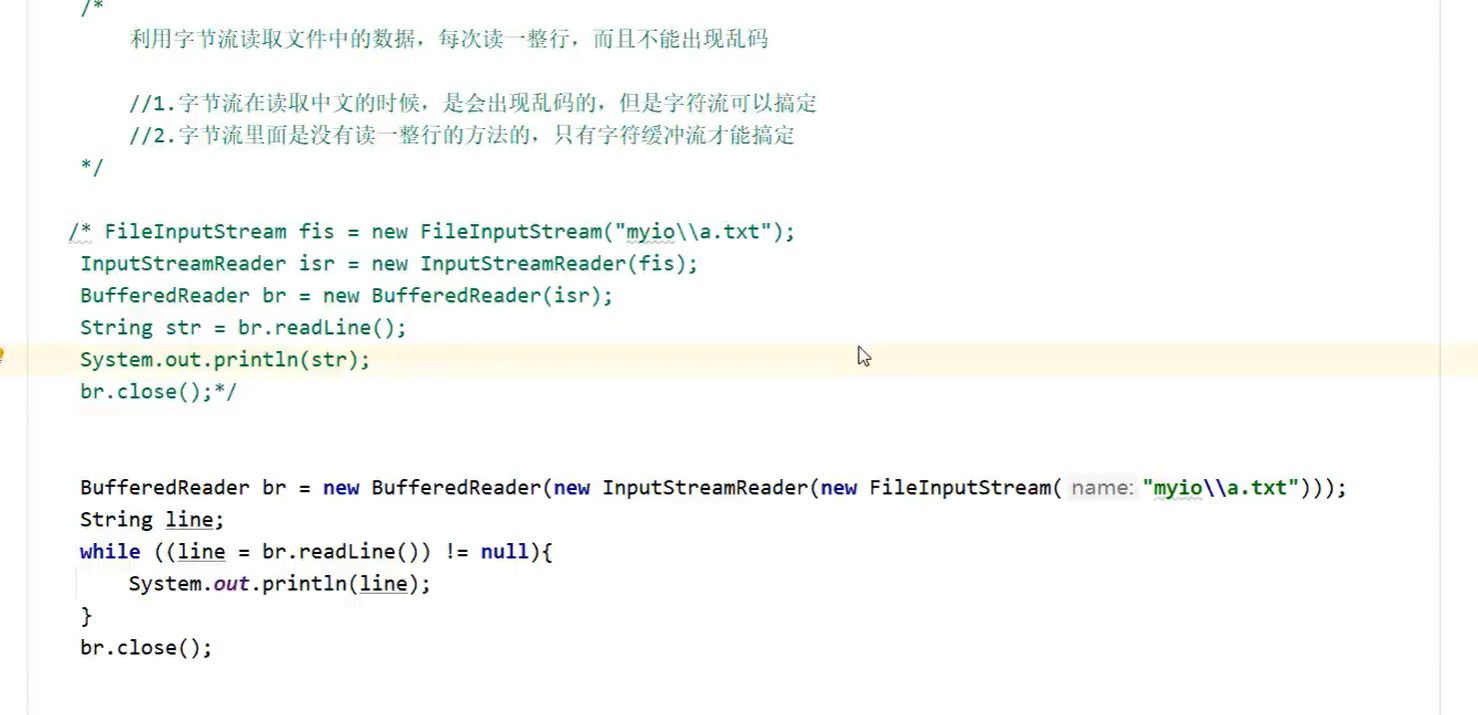 /*
利用字节流读取文件中的数据，每次读一整行，而且不能出现乱码
//1.字节流在读取中文的时候，是会出现乱码的，但是字符流可以搞定
//2.字节流里面是没有读一整行的方法的，只有字符缓冲流才能搞定
*/
/* FileInputStream fis = new FileInputStream("myio\\a.txt");
InputStreamReader isr = new InputStreamReader(fis);
BufferedReader br = new BufferedReader(isr);
String str = br.readLine();
System.out.println(str);
br.close();*/
BufferedReader br = new BufferedReader(new InputStreamReader(new FileInputStream( name: "myio\\a.txt")));
String line;
while ((line = br.readLine()) != null){
System.out.println(line);
}
br.close();